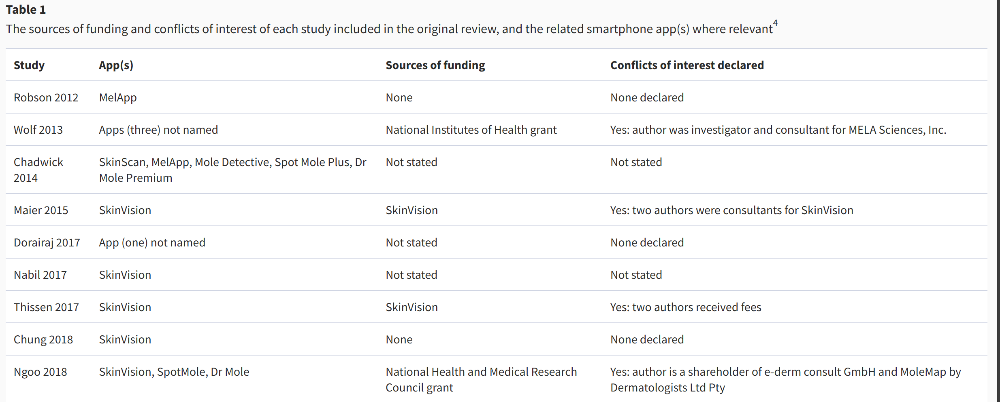 Table 1
The sources of funding and conflicts of interest of each study included in the original review, and the related smartphone app(s) where relevant4
Study App(s) Sources of funding Conflicts of interest declared
Robson 2012 MelApp None None declared
Wolf 2013 Apps (three) not named National Institutes of Health grant Yes: author was investigator and consultant for MELA Sciences, Inc.
Chadwick SkinScan, MelApp, Mole Detective, Spot Mole Plus, Dr Not stated Not stated
2014 Mole Premium
Maier 2015 SkinVision SkinVision Yes: two authors were consultants for SkinVision
Dorairaj 2017 App (one) not named Not stated None declared
Nabil 2017 SkinVision Not stated Not stated
Thissen 2017 SkinVision SkinVision Yes: two authors received fees
Chung 2018 SkinVision None None declared
Ngoo 2018 SkinVision, SpotMole, Dr Mole National Health and Medical Research Yes: author is a shareholder of e-derm consult GmbH and MoleMap by
Council grant Dermatologists Ltd Pty